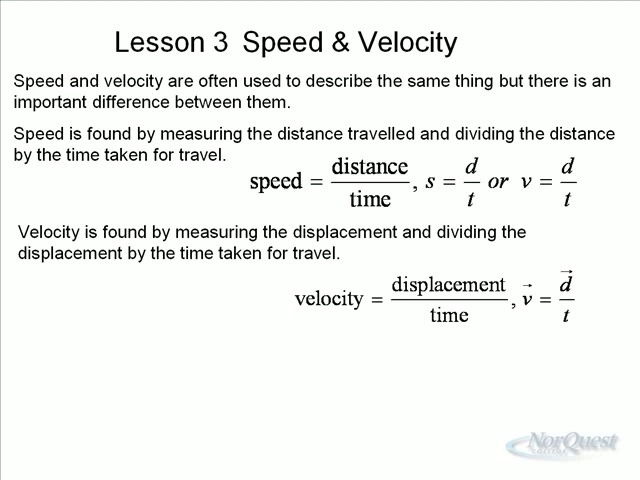 Lesson 3 Speed & Velocity
Speed and velocity are often used to describe the same thing but there is an
important difference between them.
Speed is found by measuring the distance travelled and dividing the distance
by the time taken for travel.
speed = distance/time, s = d/t or v = d/t
Velocity is found by measuring the displacement and dividing the
displacement by the time taken for travel.
velocity = displacement/time, v⃗ = d⃗/t
NorQuest
COLLEGE